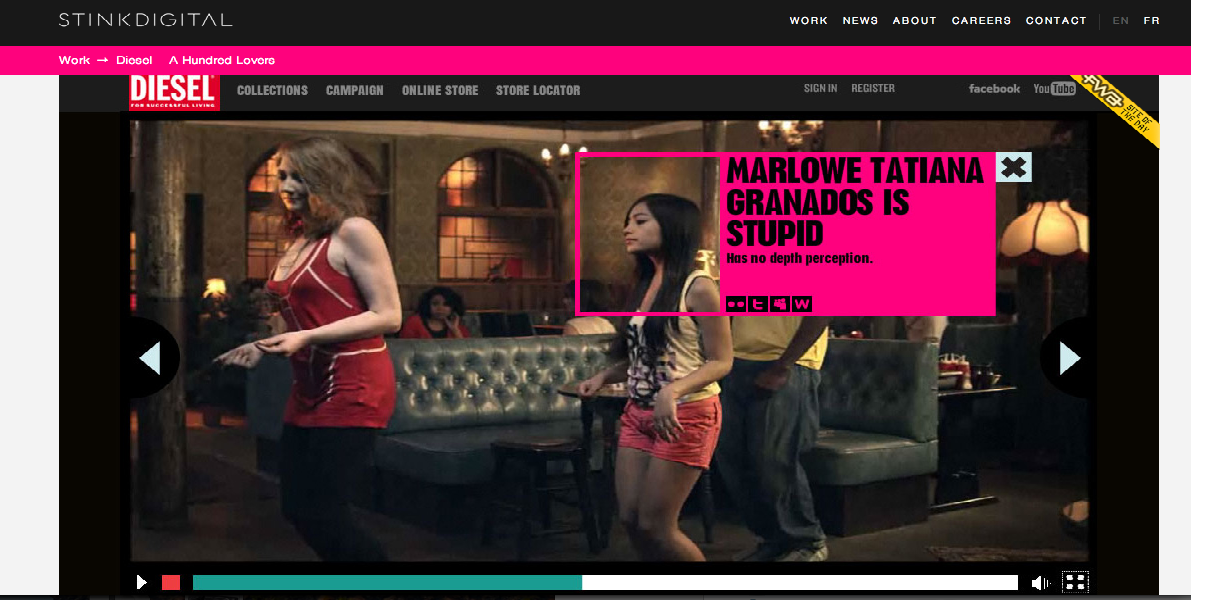 STINKDIGITAL
WORK NEWS ABOUT CAREERS CONTACT EN FR
Work → Diesel A Hundred Lovers
DIESEL
FOR SUCCESSFUL LIVING
COLLECTIONS CAMPAIGN ONLINE STORE STORE LOCATOR
SIGN IN REGISTER
facebook YouTube
FWA
SITE OF
THE DAY
MARLOWE TATIANA
GRANADOS IS
STUPID
Has no depth perception.
t W